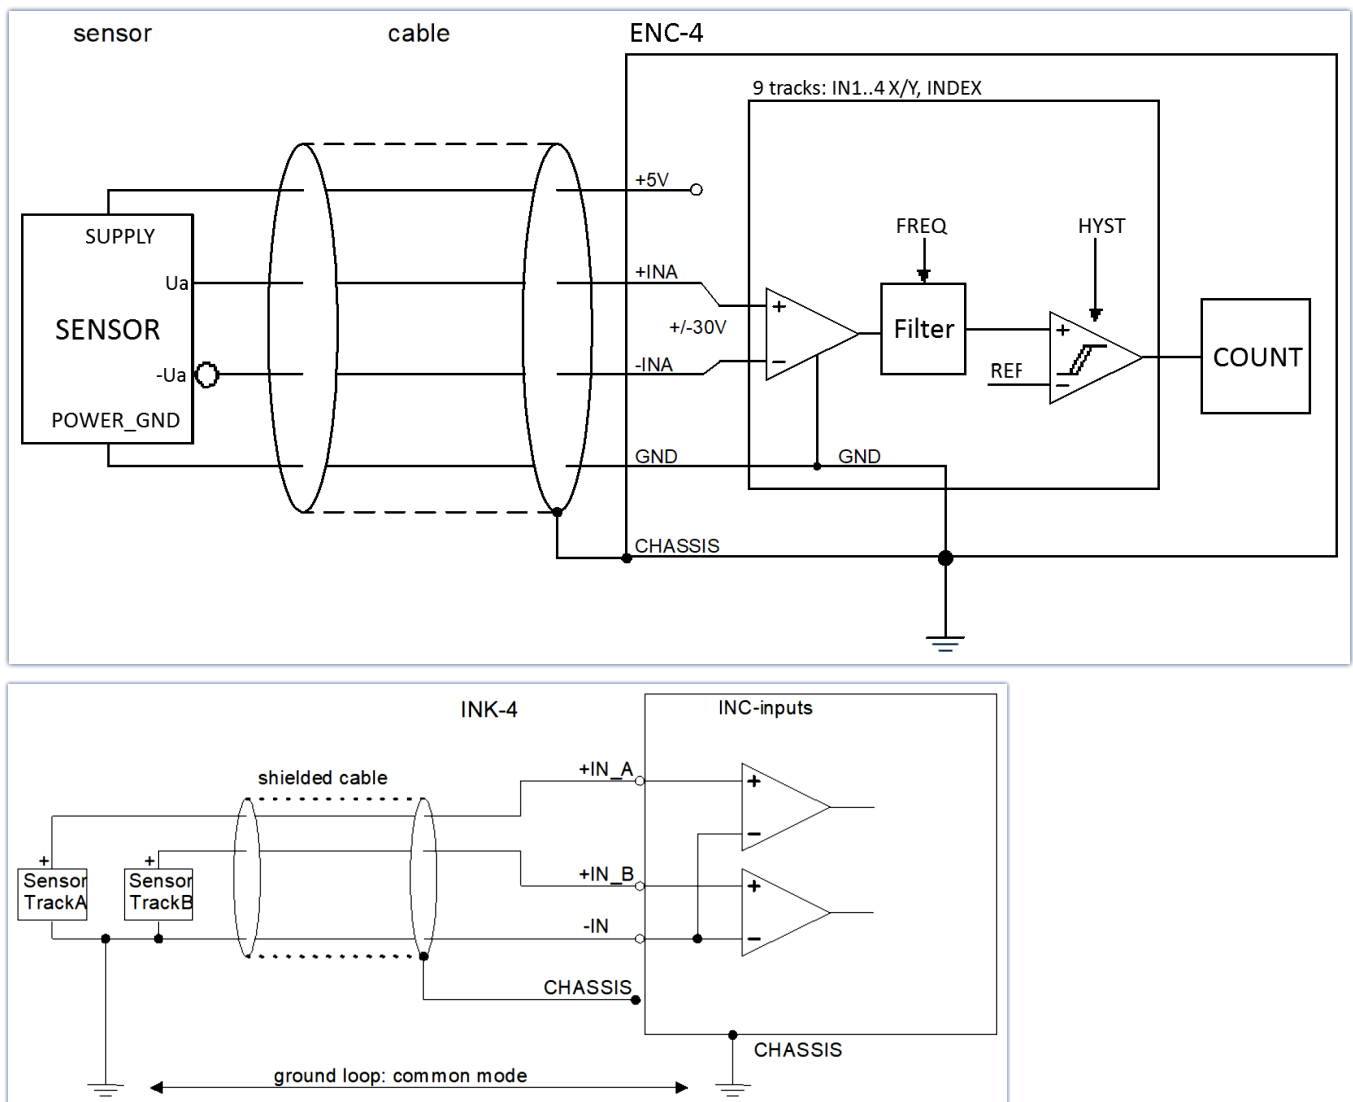 sensor
cable
ENC-4
9 tracks: IN1..4 X/Y, INDEX
+5V
SUPPLY
FREQ
HYST
Ua
+INA
+
SENSOR
+/-30V
Filter
+
COUNT
-Ua
-INA
−
REF
−
POWER_GND
GND
GND
CHASSIS
INK-4
INC-inputs
shielded cable
+IN_A
+
−
+
+
Sensor
TrackA
Sensor
TrackB
+IN_B
+
-IN
−
CHASSIS
CHASSIS
ground loop: common mode